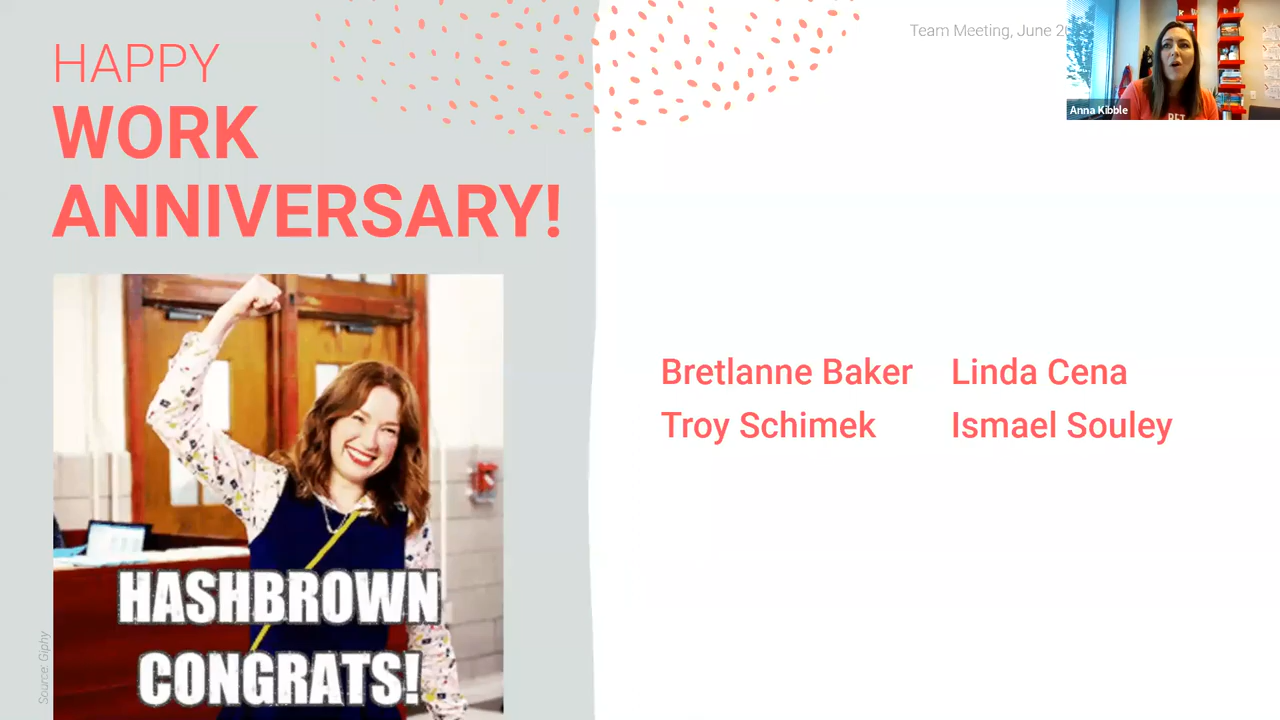 HAPPY
WORK
ANNIVERSARY!
HASHBROWN
CONGRATS!
Source: Giphy
Team Meeting, June
Anna Kibble
Bretlanne Baker
Linda Cena
Troy Schimek
Ismael Souley